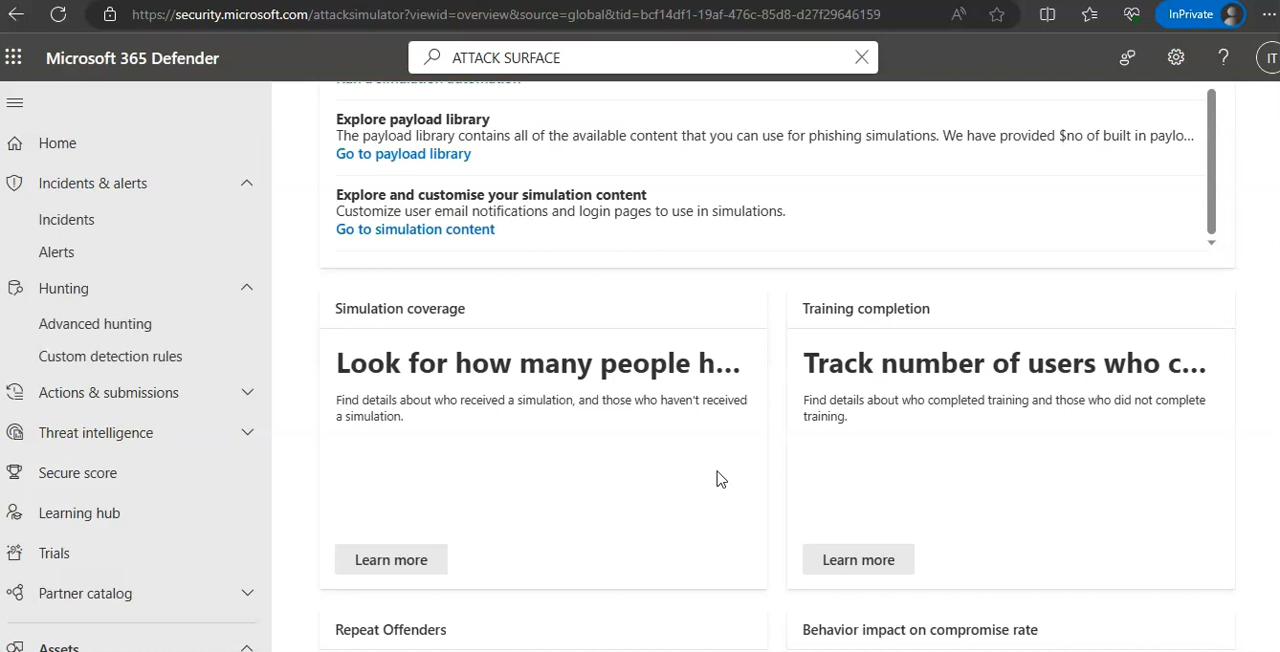 https://security.microsoft.com/attacksimulator?viewid=overview&source=global&tid=bcf14df1-19af-476c-85d8-d27f29646159
InPrivate
Microsoft 365 Defender
ATTACK SURFACE
IT
Run a simulation automation
Explore payload library
The payload library contains all of the available content that you can use for phishing simulations. We have provided $no of built in paylo...
Go to payload library
Explore and customise your simulation content
Customize user email notifications and login pages to use in simulations.
Go to simulation content
Home
Incidents & alerts
Incidents
Alerts
Hunting
Advanced hunting
Custom detection rules
Actions & submissions
Threat intelligence
Secure score
Learning hub
Trials
Partner catalog
Assets
Simulation coverage
Look for how many people h...
Find details about who received a simulation, and those who haven't received
a simulation.
Learn more
Training completion
Track number of users who c...
Find details about who completed training and those who did not complete
training.
Learn more
Repeat Offenders
Behavior impact on compromise rate